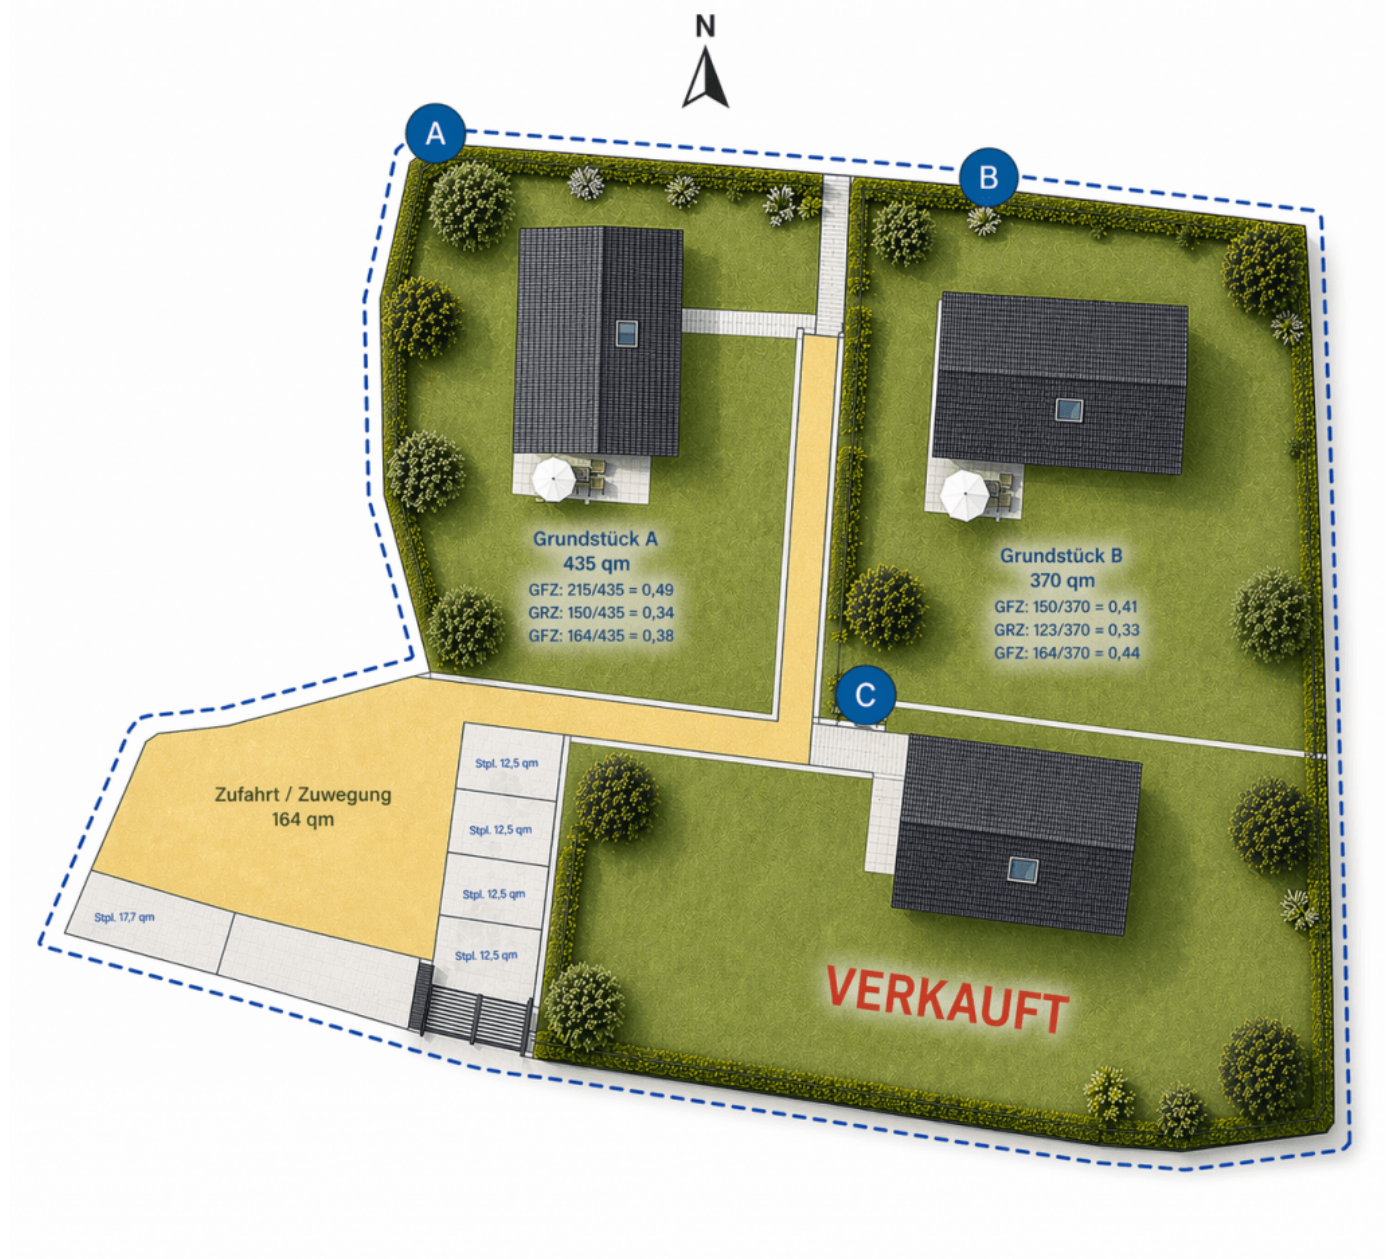 N
A
B
Grundstück A
435 qm
GFZ: 215/435 = 0,49
GRZ: 150/435 = 0,34
GFZ: 164/435 = 0,38
Grundstück B
370 qm
GFZ: 150/370 = 0,41
GRZ: 123/370 = 0,33
GFZ: 164/370 = 0,44
C
Zufahrt / Zuwegung
164 qm
Stpl. 12,5 qm
Stpl. 12,5 qm
Stpl. 12,5 qm
Stpl. 12,5 qm
Stpl. 17,7 qm
VERKAUFT